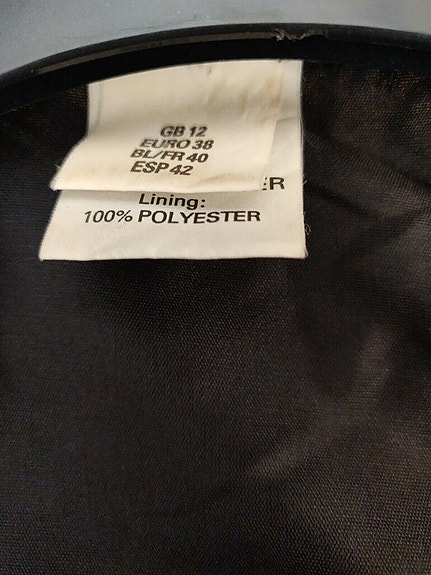 GB 12
EURO 38
BL/FR 40
ESP 42
ER
Lining:
100% POLYESTER